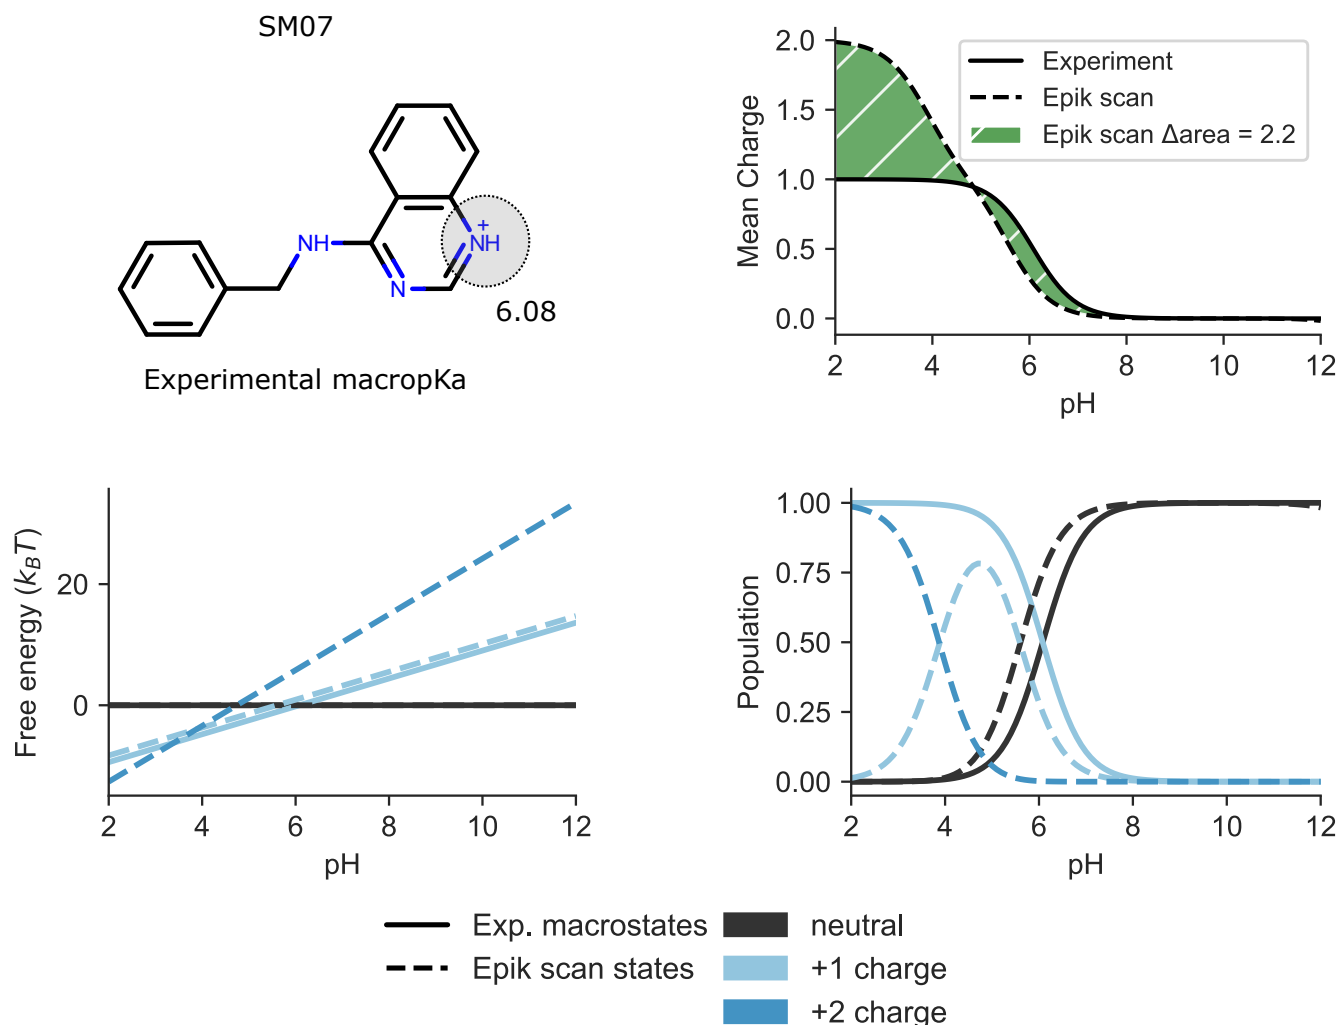 SM07
NH
+
NH
N
6.08
Experimental macropKa
Mean Charge
2.0
1.5
1.0
0.5
0.0
Experiment
Epik scan
Epik scan Δarea = 2.2
2 4 6 8 10 12
pH
Free energy (k_BT)
20
0
2 4 6 8 10 12
pH
Population
1.00
0.75
0.50
0.25
0.00
2 4 6 8 10 12
pH
Exp. macrostates
Epik scan states
neutral
+1 charge
+2 charge